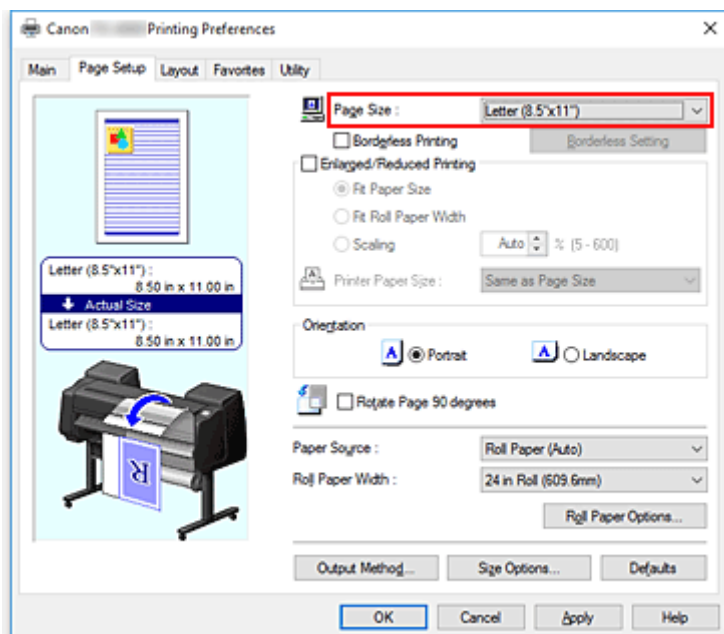 Canon Printing Preferences
Main Page Setup Layout Favorites Utility
Page Size : Letter (8.5"x11")
Borderless Printing Borderless Setting
Enlarged/Reduced Printing
Fit Paper Size
Fit Roll Paper Width
Scaling Auto % (5 - 600)
Printer Paper Size : Same as Page Size
Letter (8.5"x11") :
8.50 in x 11.00 in
Actual Size
Letter (8.5"x11") :
8.50 in x 11.00 in
Orientation
A Portrait A Landscape
Rotate Page 90 degrees
R
Paper Source : Roll Paper (Auto)
Roll Paper Width : 24 in Roll (609.6mm)
Roll Paper Options...
Output Method... Size Options... Defaults
OK Cancel Apply Help